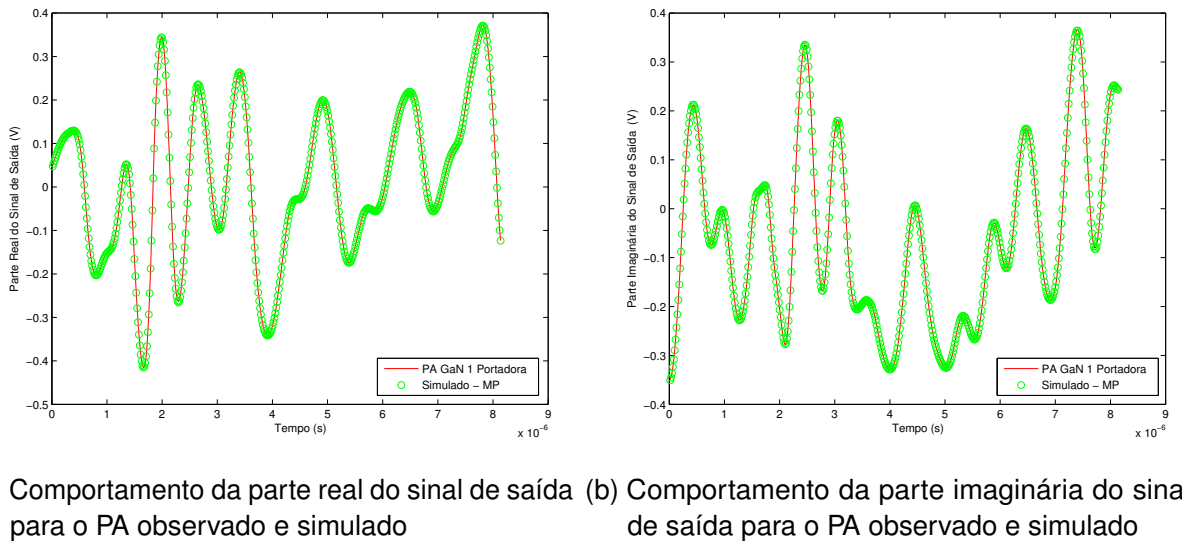 0.4
0.3
0.2
0.1
0
−0.1
−0.2
−0.3
−0.4
−0.5
Parte Real do Sinal de Saída (V)
0 1 2 3 4 5 6 7 8 9
Tempo (s)
x 10⁻⁶
PA GaN 1 Portadora
Simulado − MP
0.4
0.3
0.2
0.1
0
−0.1
−0.2
−0.3
−0.4
Parte Imaginária do Sinal de Saída (V)
0 1 2 3 4 5 6 7 8 9
Tempo (s)
x 10⁻⁶
PA GaN 1 Portadora
Simulado − MP
Comportamento da parte real do sinal de saída
para o PA observado e simulado
(b) Comportamento da parte imaginária do sina
de saída para o PA observado e simulado